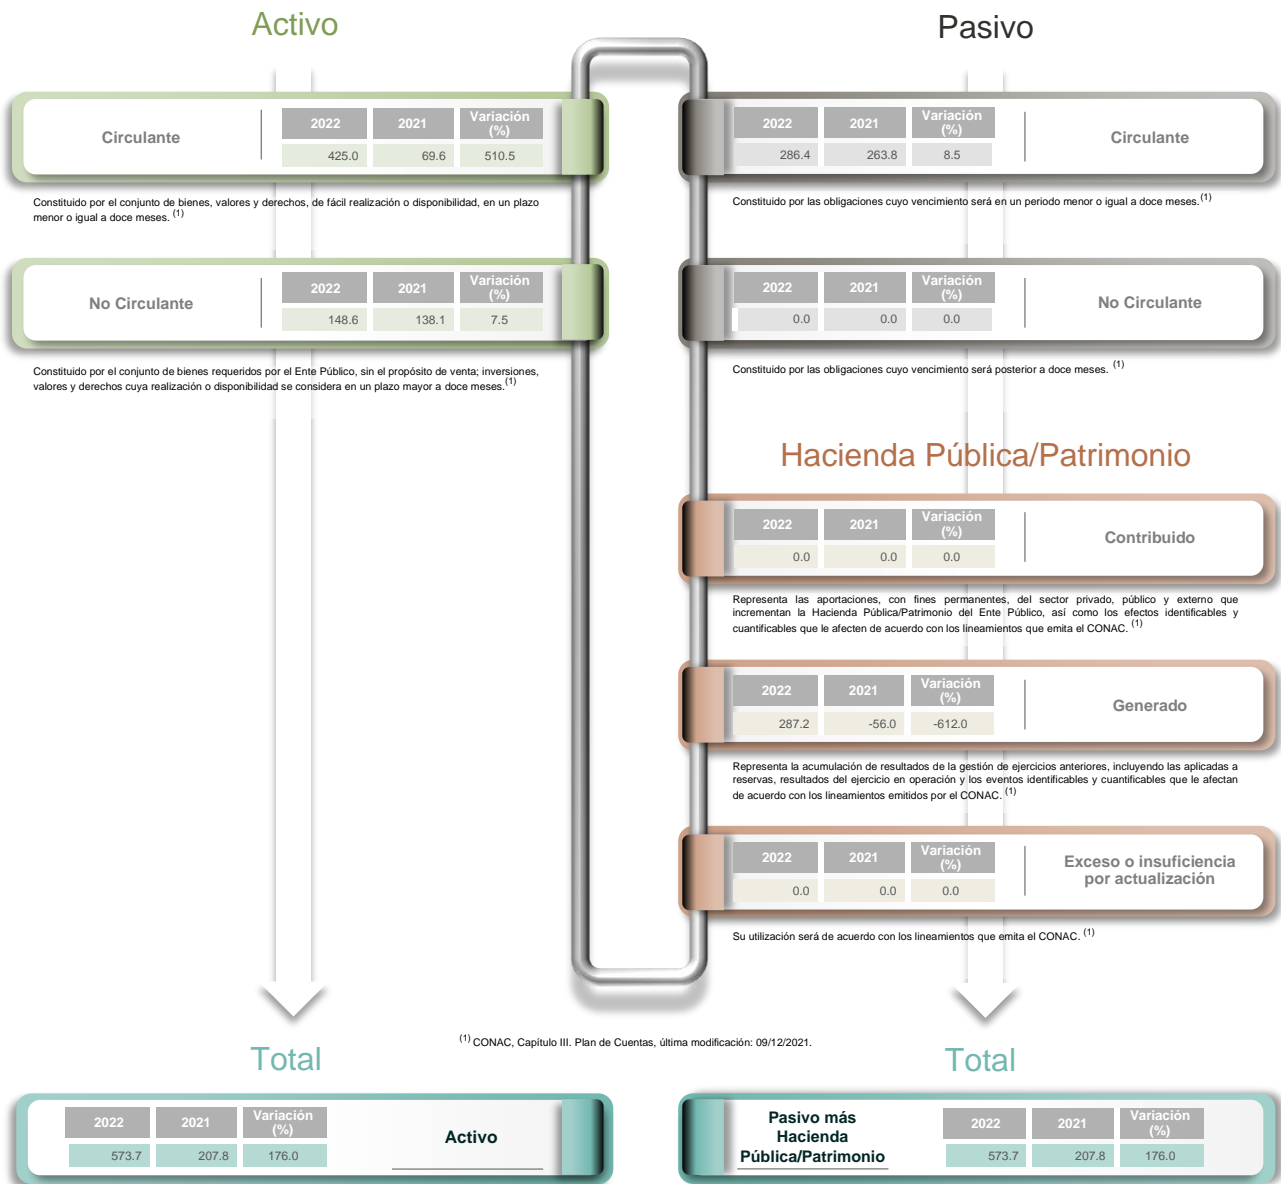 Activo
Circulante
2022 2021 Variación (%)
425.0 69.6 510.5
Constituido por el conjunto de bienes, valores y derechos, de fácil realización o disponibilidad, en un plazo
menor o igual a doce meses. (1)
No Circulante
2022 2021 Variación (%)
148.6 138.1 7.5
Constituido por el conjunto de bienes requeridos por el Ente Público, sin el propósito de venta; inversiones,
valores y derechos cuya realización o disponibilidad se considera en un plazo mayor a doce meses.(1)
Pasivo
2022 2021 Variación (%)
286.4 263.8 8.5
Circulante
Constituido por las obligaciones cuyo vencimiento será en un periodo menor o igual a doce meses.(1)
2022 2021 Variación (%)
0.0 0.0 0.0
No Circulante
Constituido por las obligaciones cuyo vencimiento será posterior a doce meses. (1)
Hacienda Pública/Patrimonio
2022 2021 Variación (%)
0.0 0.0 0.0
Contribuido
Representa las aportaciones, con fines permanentes, del sector privado, público y externo que
incrementan la Hacienda Pública/Patrimonio del Ente Público, así como los efectos identificables y
cuantificables que le afecten de acuerdo con los lineamientos que emita el CONAC. (1)
2022 2021 Variación (%)
287.2 -56.0 -612.0
Generado
Representa la acumulación de resultados de la gestión de ejercicios anteriores, incluyendo las aplicadas a
reservas, resultados del ejercicio en operación y los eventos identificables y cuantificables que le afectan
de acuerdo con los lineamientos emitidos por el CONAC. (1)
2022 2021 Variación (%)
0.0 0.0 0.0
Exceso o insuficiencia
por actualización
Su utilización será de acuerdo con los lineamientos que emita el CONAC. (1)
(1) CONAC, Capítulo III. Plan de Cuentas, última modificación: 09/12/2021.
Total
2022 2021 Variación (%)
573.7 207.8 176.0
Activo
Total
Pasivo más
Hacienda
Pública/Patrimonio
2022 2021 Variación (%)
573.7 207.8 176.0